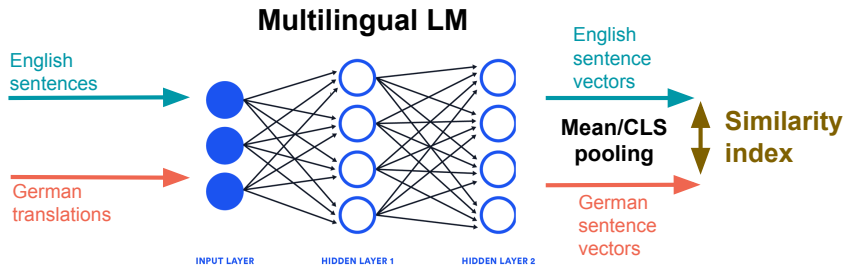 Multilingual LM
English
sentences
German
translations
INPUT LAYER
HIDDEN LAYER 1
HIDDEN LAYER 2
English
sentence
vectors
Mean/CLS
pooling
German
sentence
vectors
Similarity
index